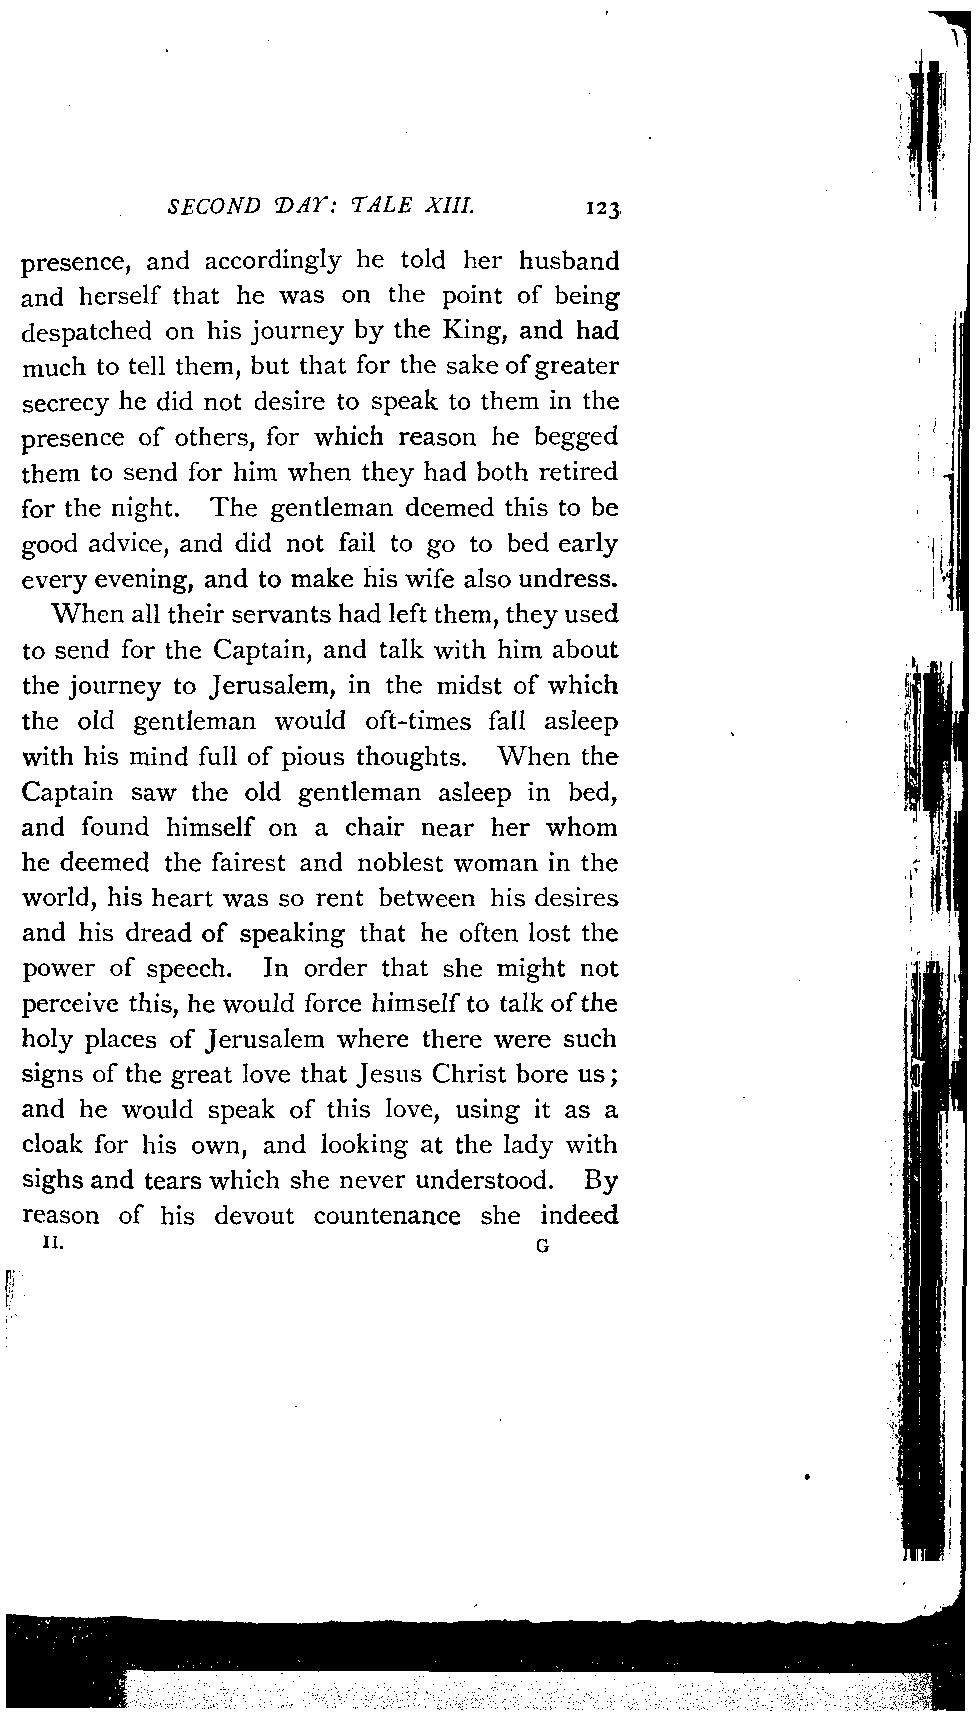 SECOND DAY: TALE XIII. 123
presence, and accordingly he told her husband
and herself that he was on the point of being
despatched on his journey by the King, and had
much to tell them, but that for the sake of greater
secrecy he did not desire to speak to them in the
presence of others, for which reason he begged
them to send for him when they had both retired
for the night. The gentleman deemed this to be
good advice, and did not fail to go to bed early
every evening, and to make his wife also undress.
When all their servants had left them, they used
to send for the Captain, and talk with him about
the journey to Jerusalem, in the midst of which
the old gentleman would oft-times fall asleep
with his mind full of pious thoughts. When the
Captain saw the old gentleman asleep in bed,
and found himself on a chair near her whom
he deemed the fairest and noblest woman in the
world, his heart was so rent between his desires
and his dread of speaking that he often lost the
power of speech. In order that she might not
perceive this, he would force himself to talk of the
holy places of Jerusalem where there were such
signs of the great love that Jesus Christ bore us;
and he would speak of this love, using it as a
cloak for his own, and looking at the lady with
sighs and tears which she never understood. By
reason of his devout countenance she indeed
II. G